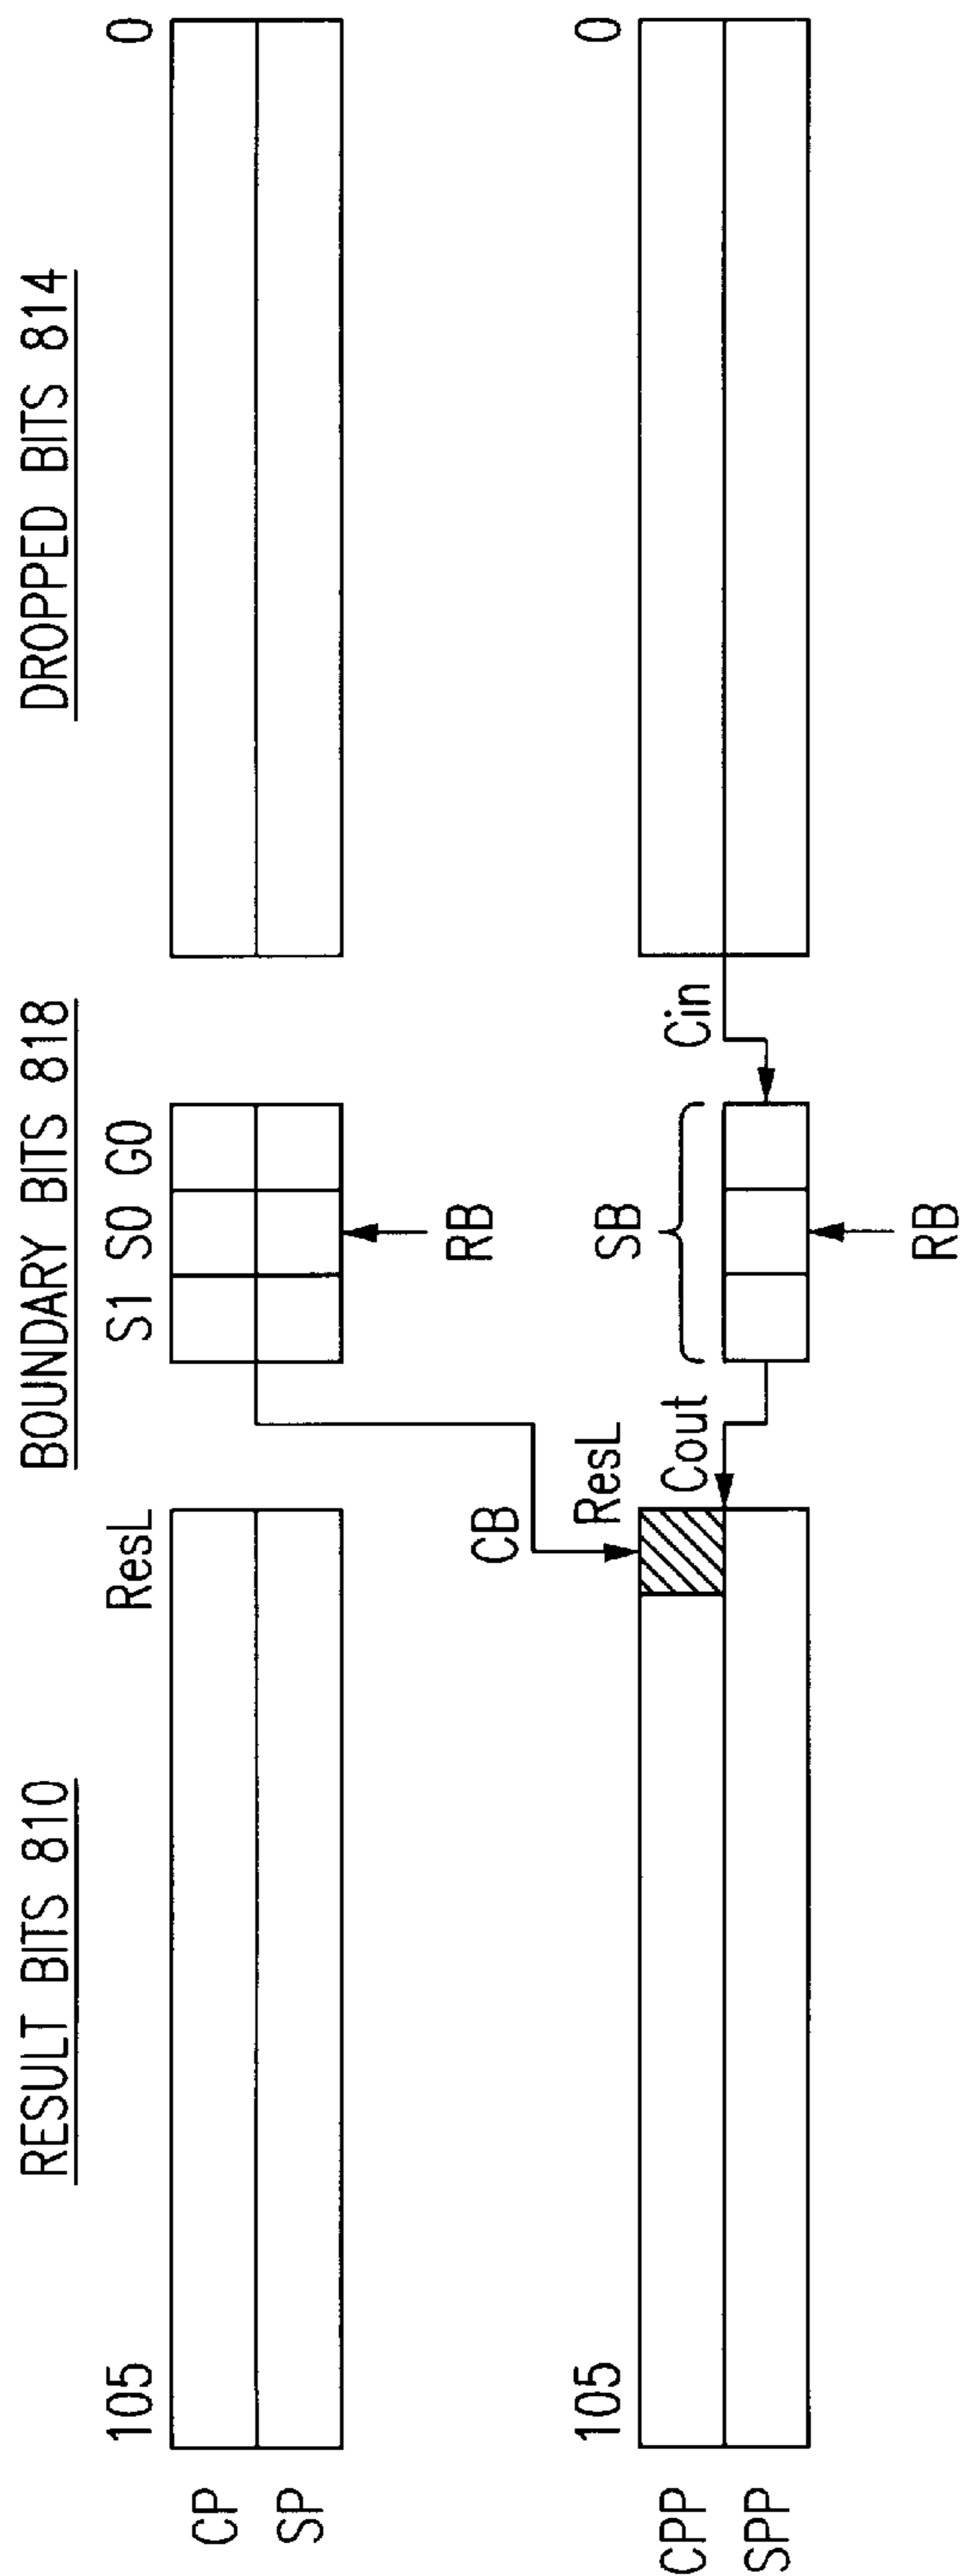 RESULT BITS 810 BOUNDARY BITS 818 DROPPED BITS 814
105 ResL S1 S0 G0 0
CP
SP
RB
CB
105 ResL SB 0
CPP Cout Cin
SPP
RB